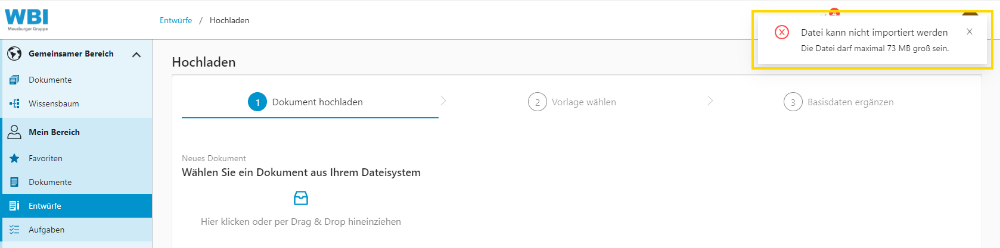 WBI
Meusburger Gruppe
Entwürfe / Hochladen
4
Datei kann nicht importiert werden
Die Datei darf maximal 73 MB groß sein.
Gemeinsamer Bereich
Dokumente
Wissensbaum
Mein Bereich
Favoriten
Dokumente
Entwürfe
Aufgaben
Hochladen
1 Dokument hochladen
2 Vorlage wählen
3 Basisdaten ergänzen
Neues Dokument
Wählen Sie ein Dokument aus Ihrem Dateisystem
Hier klicken oder per Drag & Drop hineinziehen